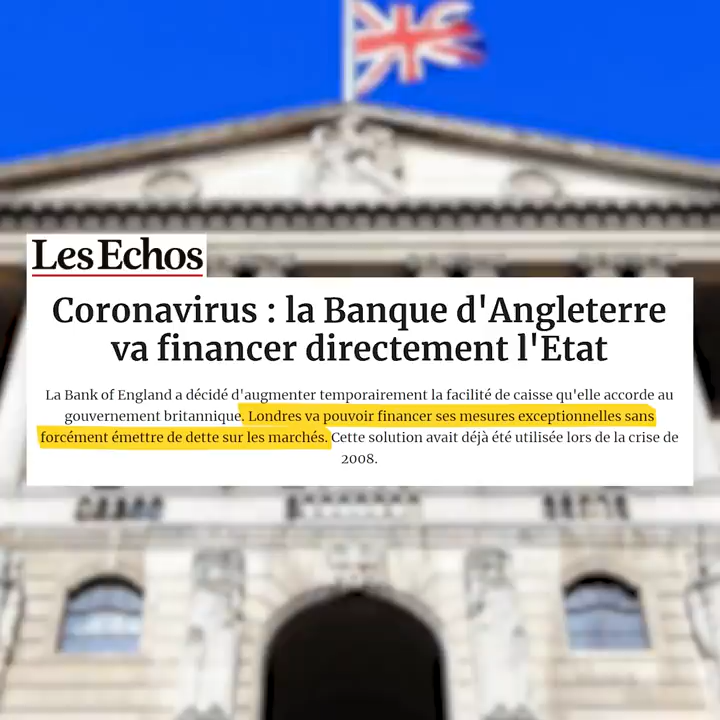 Les Echos
Coronavirus : la Banque d'Angleterre
va financer directement l'Etat
La Bank of England a décidé d'augmenter temporairement la facilité de caisse qu'elle accorde au
gouvernement britannique. Londres va pouvoir financer ses mesures exceptionnelles sans
forcément émettre de dette sur les marchés. Cette solution avait déjà été utilisée lors de la crise de
2008.